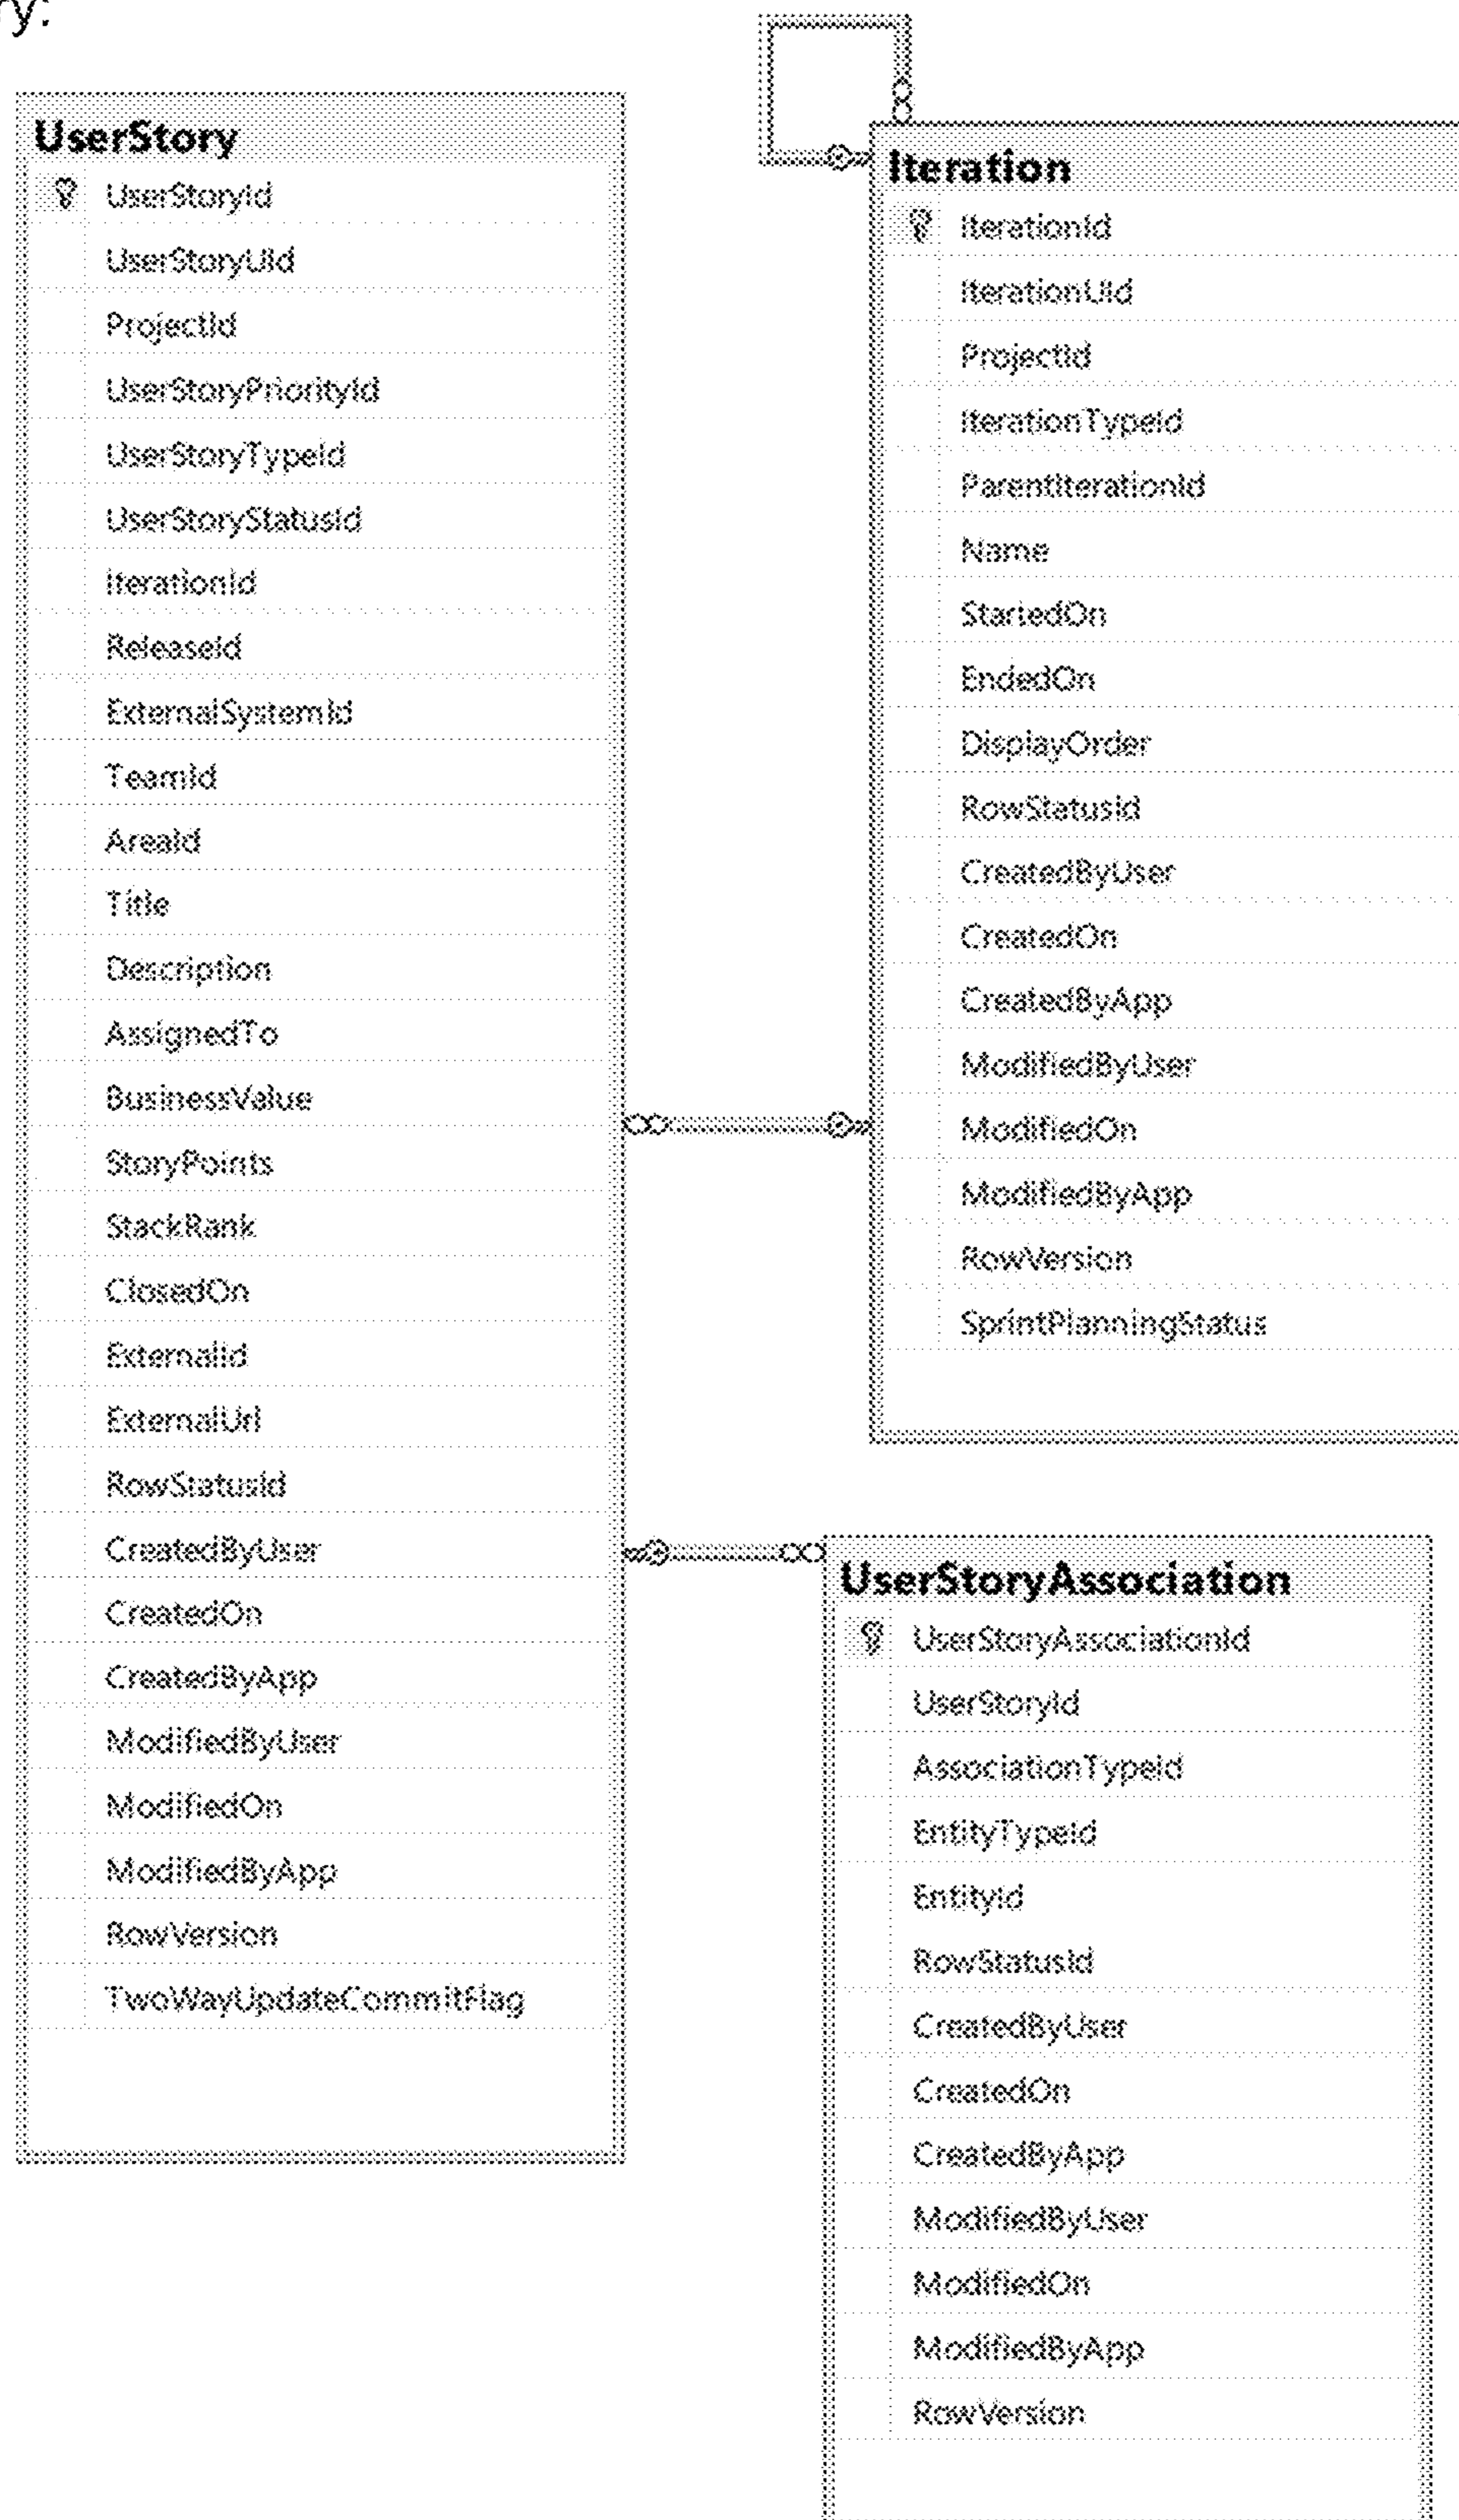 ry:
UserStory
UserStoryId
UserStoryUId
ProjectId
UserStoryPriorityId
UserStoryTypeId
UserStoryStatusId
IterationId
ReleaseId
ExternalSystemId
TeamId
AreaId
Title
Description
AssignedTo
BusinessValue
StoryPoints
StackRank
ClosedOn
ExternalId
ExternalUrl
RowStatusId
CreatedByUser
CreatedOn
CreatedByApp
ModifiedByUser
ModifiedOn
ModifiedByApp
RowVersion
TwoWayUpdateCommitFlag
Iteration
IterationId
IterationUId
ProjectId
IterationTypeId
ParentIterationId
Name
StartedOn
EndedOn
DisplayOrder
RowStatusId
CreatedByUser
CreatedOn
CreatedByApp
ModifiedByUser
ModifiedOn
ModifiedByApp
RowVersion
SprintPlanningStatus
UserStoryAssociation
UserStoryAssociationId
UserStoryId
AssociationTypeId
EntityTypeId
EntityId
RowStatusId
CreatedByUser
CreatedOn
CreatedByApp
ModifiedByUser
ModifiedOn
ModifiedByApp
RowVersion